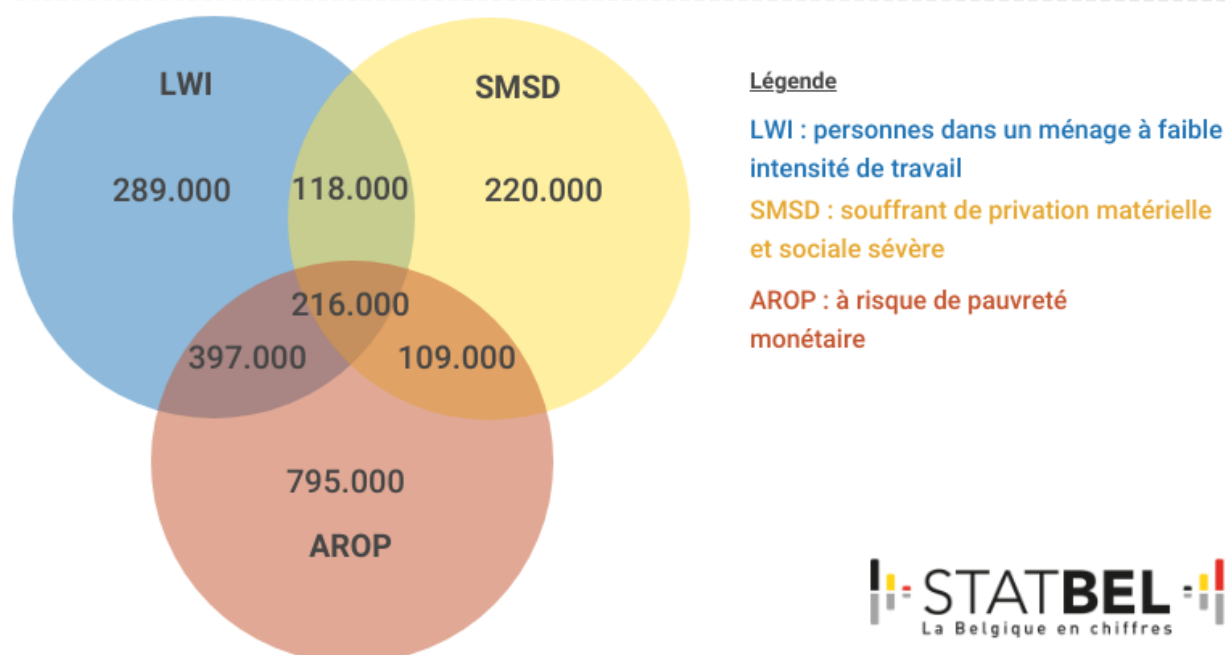 LWI
SMSD
289.000
118.000
220.000
216.000
397.000
109.000
795.000
AROP
Légende
LWI : personnes dans un ménage à faible
intensité de travail
SMSD : souffrant de privation matérielle
et sociale sévère
AROP : à risque de pauvreté
monétaire
STATBEL
La Belgique en chiffres